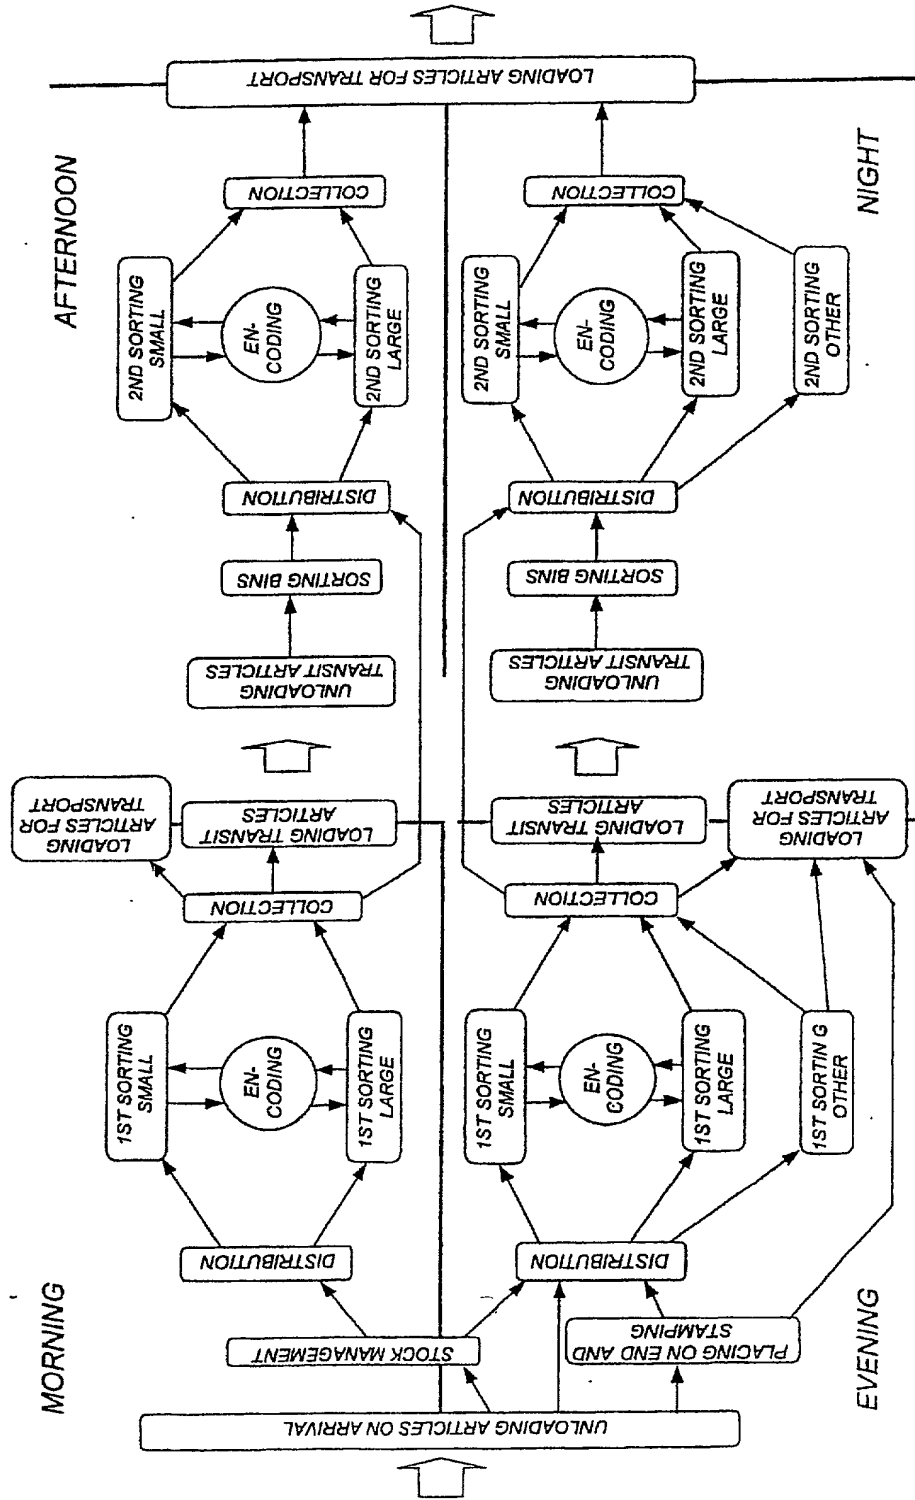 MORNING
AFTERNOON
UNLOADING ARTICLES ON ARRIVAL
STOCK MANAGEMENT
DISTRIBUTION
1ST SORTING
SMALL
EN-
CODING
1ST SORTING
LARGE
COLLECTION
LOADING
ARTICLES FOR
TRANSPORT
LOADING TRANSIT
ARTICLES
UNLOADING
TRANSIT ARTICLES
SORTING BINS
DISTRIBUTION
2ND SORTING
SMALL
EN-
CODING
2ND SORTING
LARGE
COLLECTION
LOADING ARTICLES FOR TRANSPORT
PLACING ON END AND
STAMPING
DISTRIBUTION
1ST SORTING
SMALL
EN-
CODING
1ST SORTING
LARGE
1ST SORTIN G
OTHER
COLLECTION
LOADING TRANSIT
ARTICLES
LOADING
ARTICLES FOR
TRANSPORT
UNLOADING
TRANSIT ARTICLES
SORTING BINS
DISTRIBUTION
2ND SORTING
SMALL
EN-
CODING
2ND SORTING
LARGE
2ND SORTING
OTHER
COLLECTION
EVENING
NIGHT